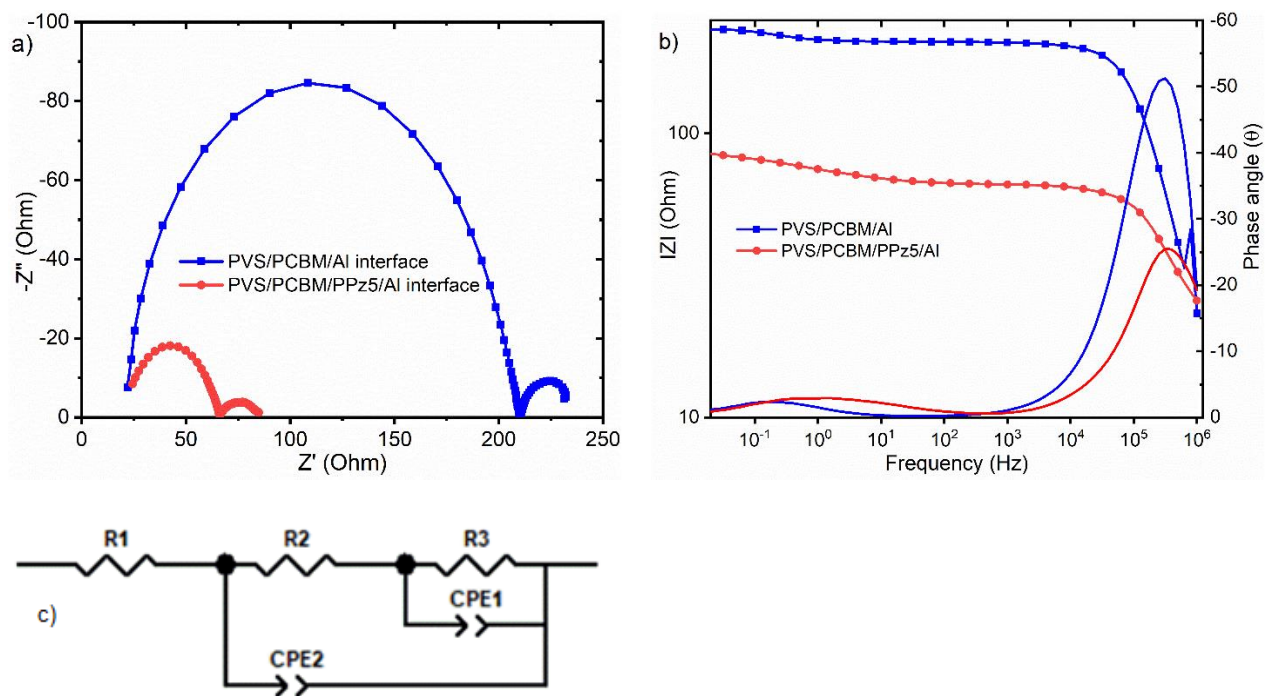 a)
-Z'' (Ohm)
-100
-80
-60
-40
-20
0
PVS/PCBM/Al interface
PVS/PCBM/PPz5/Al interface
0 50 100 150 200 250
Z' (Ohm)
b)
IZI (Ohm)
100
10
PVS/PCBM/Al
PVS/PCBM/PPz5/Al
-60
-50
-40
-30
-20
-10
0
Phase angle (θ)
10⁻¹ 10⁰ 10¹ 10² 10³ 10⁴ 10⁵ 10⁶
Frequency (Hz)
c)
R1 R2 R3
CPE1
CPE2